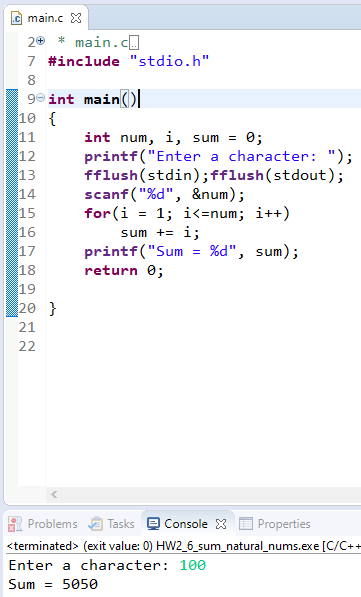 main.c
2 * main.c
7 #include "stdio.h"
8
9 int main()
10 {
11 int num, i, sum = 0;
12 printf("Enter a character: ");
13 fflush(stdin);fflush(stdout);
14 scanf("%d", &num);
15 for(i = 1; i<=num; i++)
16 sum += i;
17 printf("Sum = %d", sum);
18 return 0;
19
20 }
21
22
Problems Tasks Console Properties
<terminated> (exit value: 0) HW2_6_sum_natural_nums.exe [C/C++
Enter a character: 100
Sum = 5050